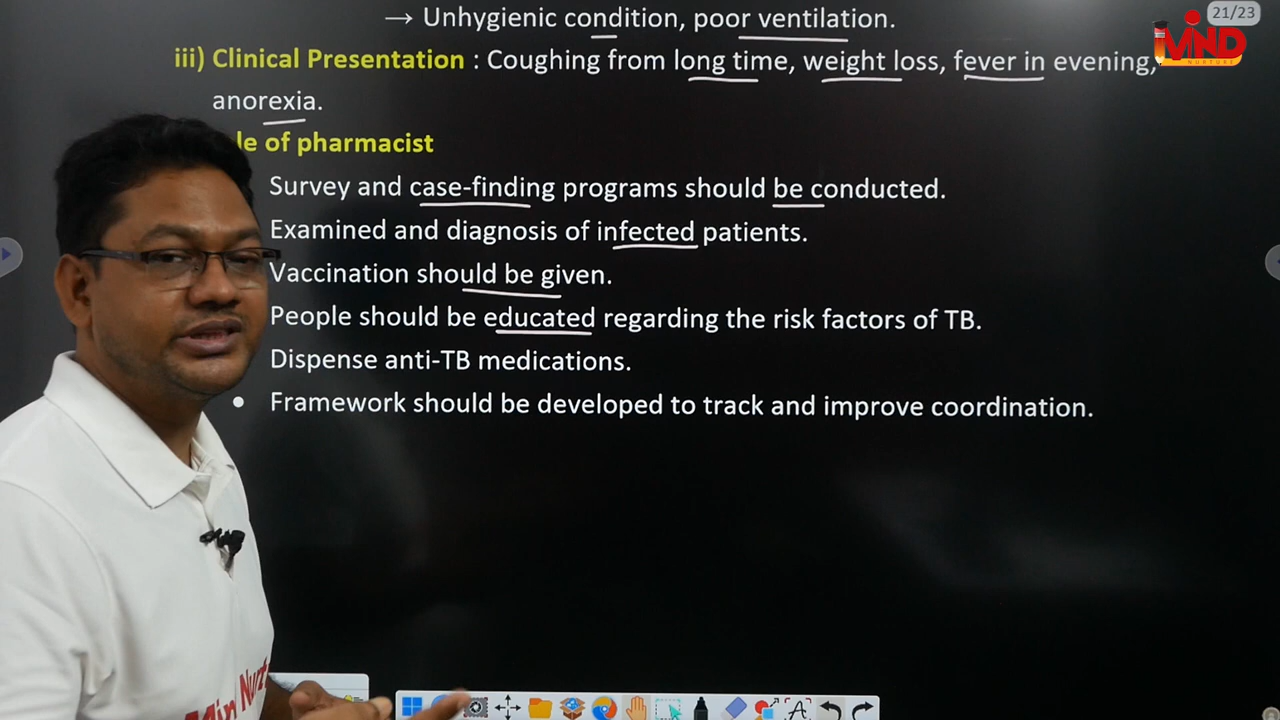 → Unhygienic condition, poor ventilation.
21/23
MIND
NURTURE
iii) Clinical Presentation : Coughing from long time, weight loss, fever in evening,
anorexia.
le of pharmacist
Survey and case-finding programs should be conducted.
Examined and diagnosis of infected patients.
Vaccination should be given.
People should be educated regarding the risk factors of TB.
Dispense anti-TB medications.
• Framework should be developed to track and improve coordination.